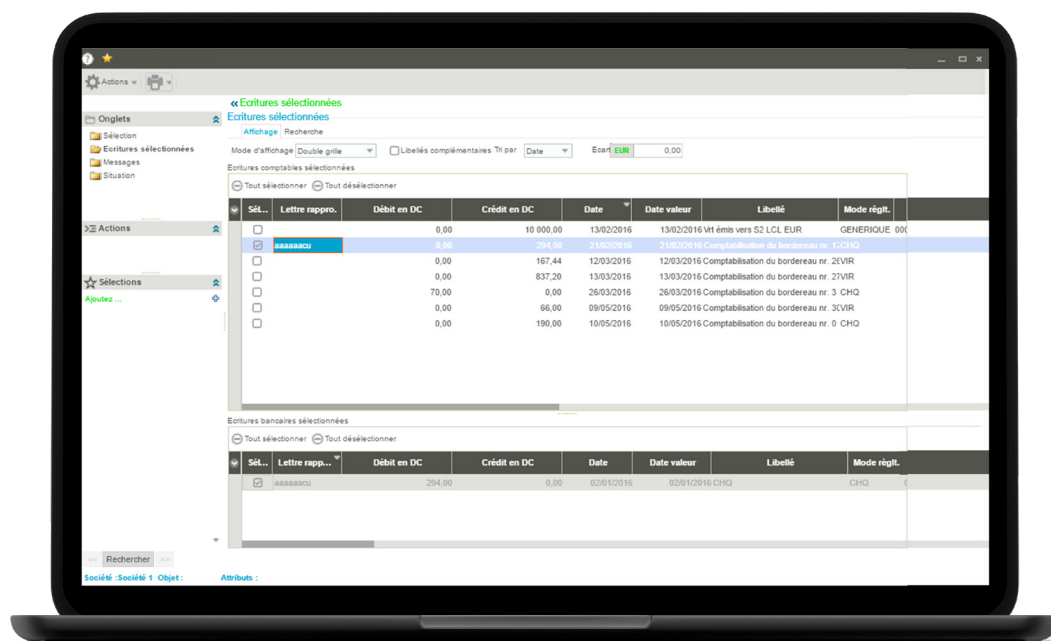 Actions
«Ecritures sélectionnées
Onglets
Sélection
Ecritures sélectionnées
Messages
Situation
Actions
Sélections
Ajoutez ...
Ecritures sélectionnées
Affichage Recherche
Mode d'affichage Double grille Libellés complémentaires Tri par Date Ecart EUR 0,00
Ecritures comptables sélectionnées
Tout sélectionner Tout désélectionner
Sél... Lettre rappro. Débit en DC Crédit en DC Date Date valeur Libellé Mode règlt.
0,00 10 000,00 13/02/2016 13/02/2016 Vrt émis vers S2 LCL EUR GENERIQUE
aaaaaacu 0,00 294,00 21/02/2016 21/02/2016 Comptabilisation du bordereau nr. CHQ
0,00 167,44 12/03/2016 12/03/2016 Comptabilisation du bordereau nr. VIR
0,00 837,20 13/03/2016 13/03/2016 Comptabilisation du bordereau nr. VIR
70,00 0,00 26/03/2016 26/03/2016 Comptabilisation du bordereau nr. 3 CHQ
0,00 66,00 09/05/2016 09/05/2016 Comptabilisation du bordereau nr. VIR
0,00 190,00 10/05/2016 10/05/2016 Comptabilisation du bordereau nr. 0 CHQ
Ecritures bancaires sélectionnées
Tout sélectionner Tout désélectionner
Sél... Lettre rapp... Débit en DC Crédit en DC Date Date valeur Libellé Mode règlt.
aaaaaacu 294,00 0,00 02/01/2016 02/01/2016 CHQ CHQ
<< Rechercher >>
Société :Société 1 Objet : Attributs :